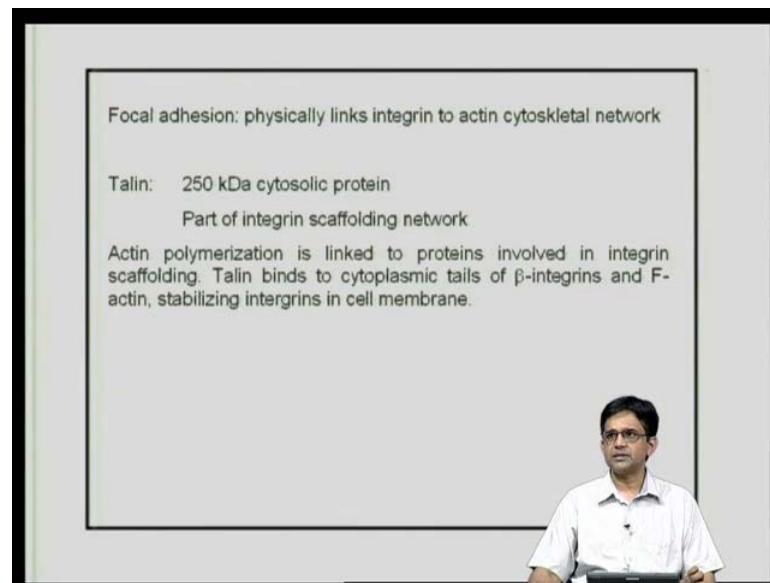 Focal adhesion: physically links integrin to actin cytoskletal network
Talin: 250 kDa cytosolic protein
Part of integrin scaffolding network
Actin polymerization is linked to proteins involved in integrin
scaffolding. Talin binds to cytoplasmic tails of β-integrins and F-
actin, stabilizing intergrins in cell membrane.